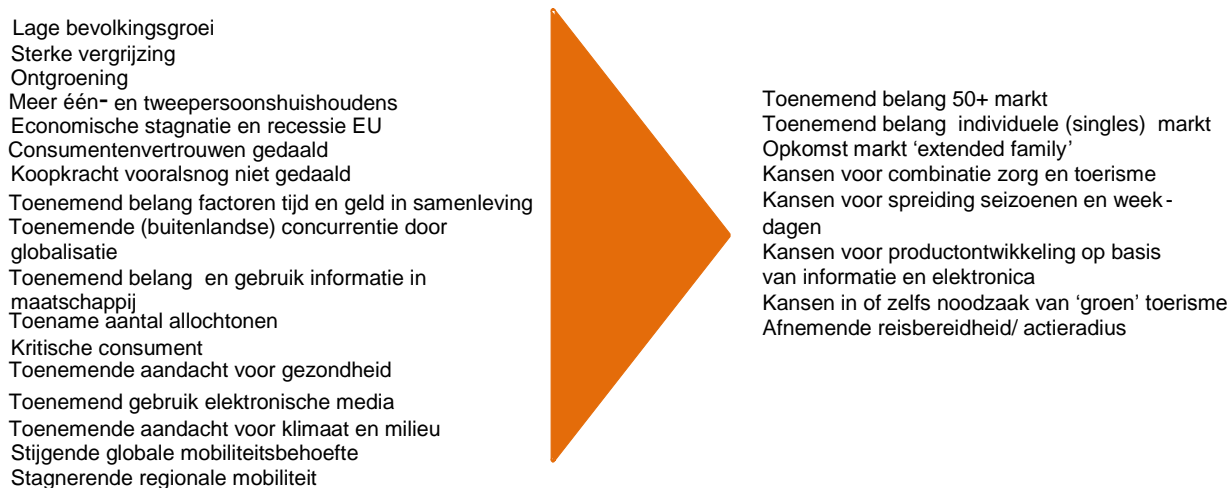 Lage bevolkingsgroei
Sterke vergrijzing
Ontgroening
Meer één- en tweepersoonshuishoudens
Economische stagnatie en recessie EU
Consumentenvertrouwen gedaald
Koopkracht vooralsnog niet gedaald
Toenemend belang factoren tijd en geld in samenleving
Toenemende (buitenlandse) concurrentie door
globalisatie
Toenemend belang en gebruik informatie in
maatschappij
Toename aantal allochtonen
Kritische consument
Toenemende aandacht voor gezondheid
Toenemend gebruik elektronische media
Toenemende aandacht voor klimaat en milieu
Stijgende globale mobiliteitsbehoefte
Stagnerende regionale mobiliteit
Toenemend belang 50+ markt
Toenemend belang individuele (singles) markt
Opkomst markt ‘extended family’
Kansen voor combinatie zorg en toerisme
Kansen voor spreiding seizoenen en week-
dagen
Kansen voor productontwikkeling op basis
van informatie en elektronica
Kansen in of zelfs noodzaak van ‘groen’ toerisme
Afnemende reisbereidheid/ actieradius